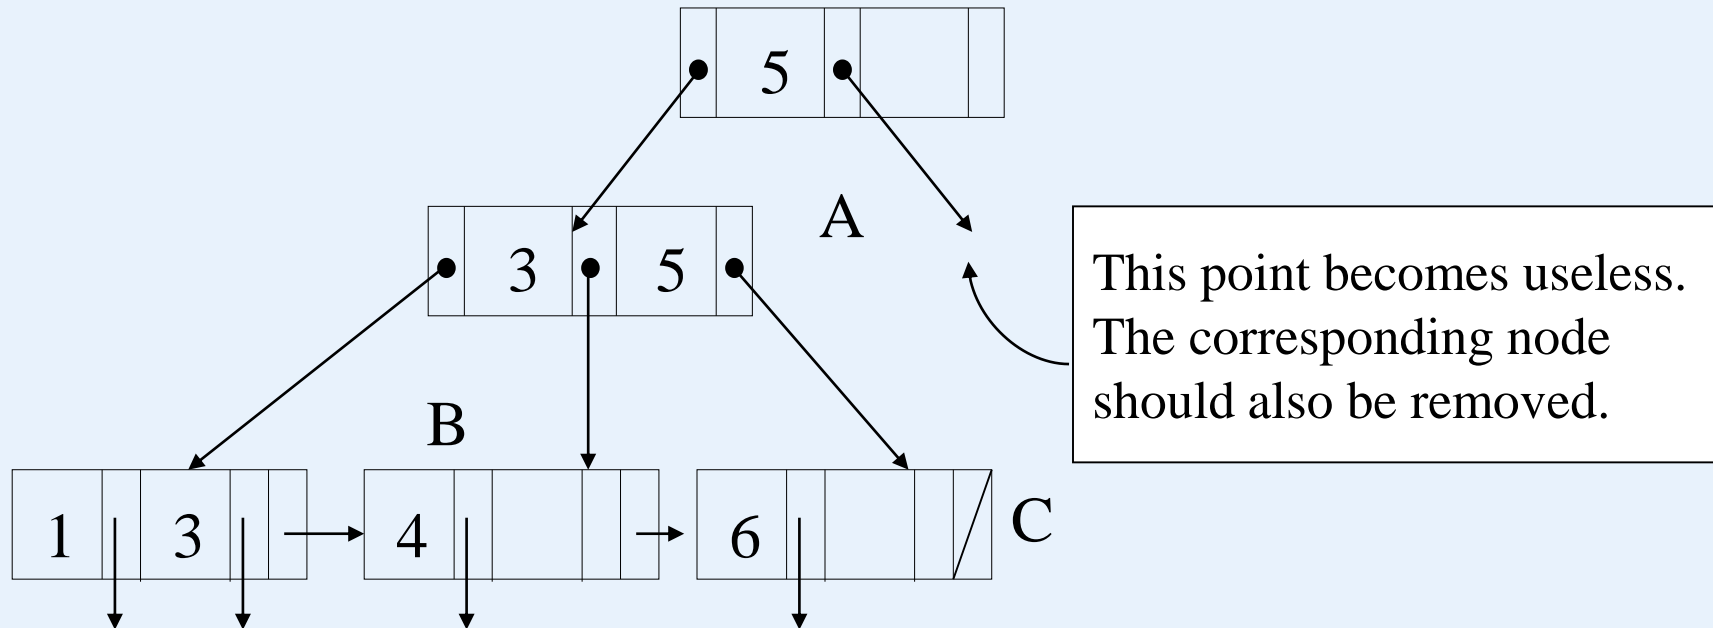 5
A
3 5
This point becomes useless.
The corresponding node
should also be removed.
B
1 3 4 6 C